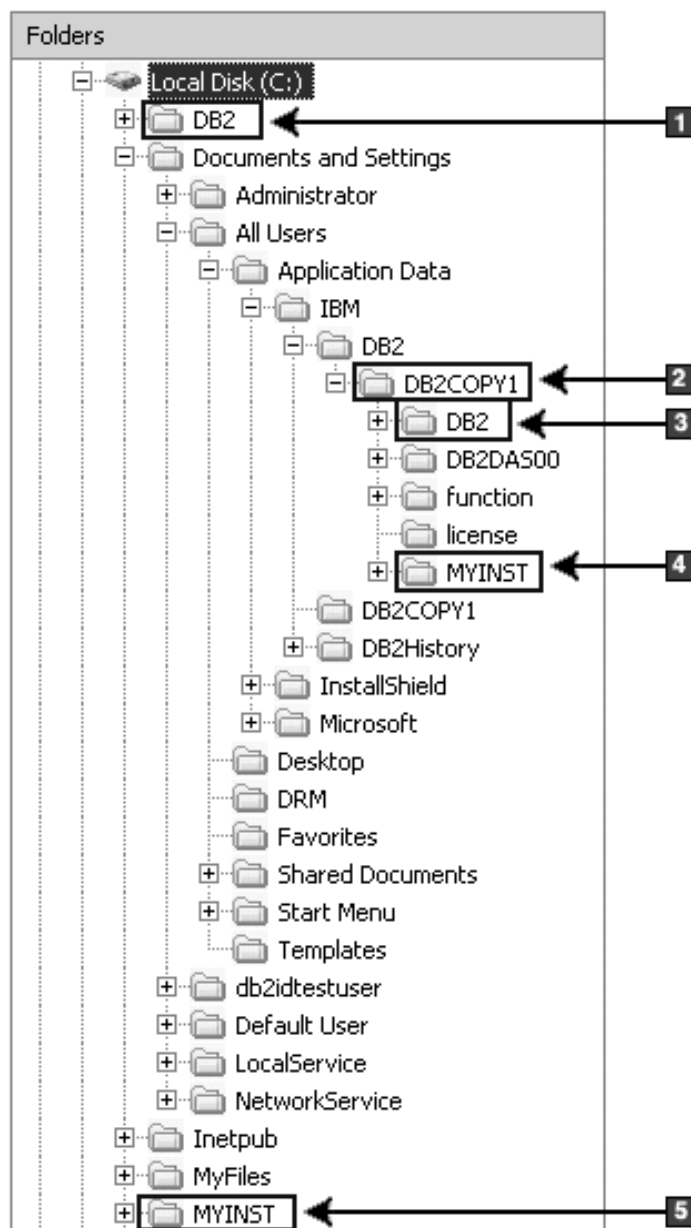 Folders
Local Disk (C:)
DB2 1
Documents and Settings
Administrator
All Users
Application Data
IBM
DB2
DB2COPY1 2
DB2 3
DB2DAS00
function
license
MYINST 4
DB2COPY1
DB2History
InstallShield
Microsoft
Desktop
DRM
Favorites
Shared Documents
Start Menu
Templates
db2idtestuser
Default User
LocalService
NetworkService
Inetpub
MyFiles
MYINST 5